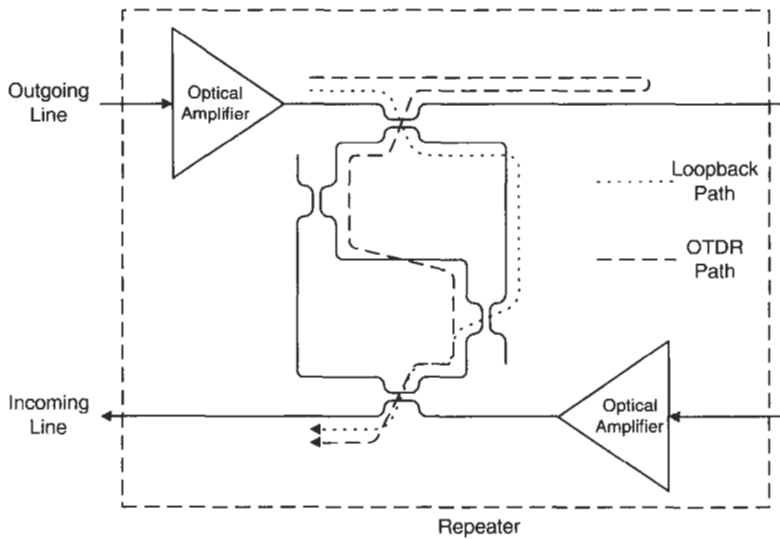 Outgoing
Line
Optical
Amplifier
Loopback
Path
OTDR
Path
Incoming
Line
Optical
Amplifier
Repeater